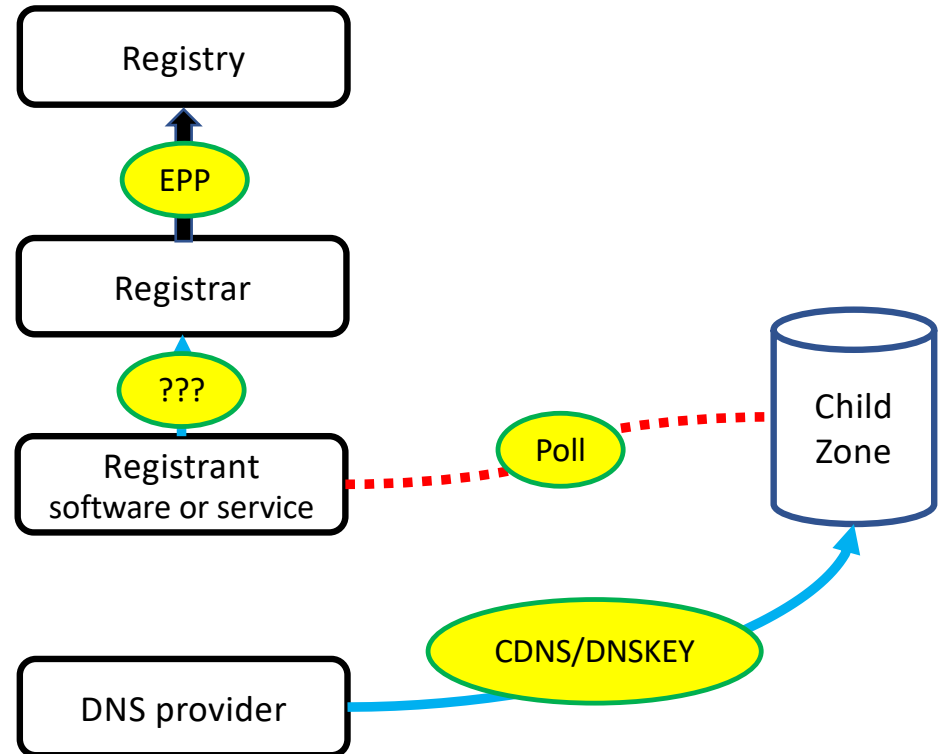 Registry
EPP
Registrar
???
Registrant
software or service
Poll
Child
Zone
CDNS/DNSKEY
DNS provider